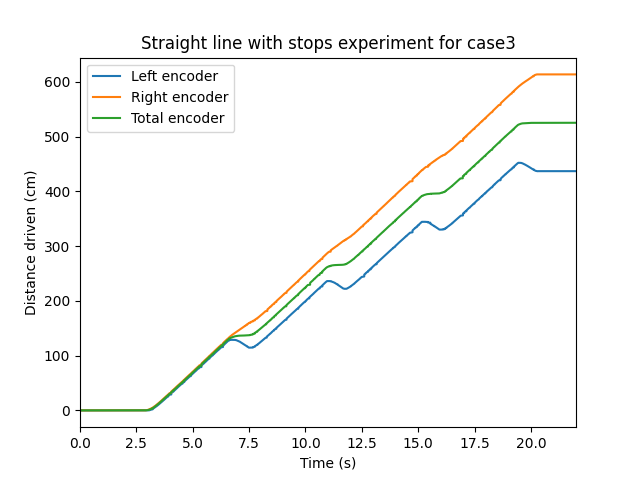 Straight line with stops experiment for case3
Left encoder
Right encoder
Total encoder
Distance driven (cm)
600
500
400
300
200
100
0
0.0 2.5 5.0 7.5 10.0 12.5 15.0 17.5 20.0
Time (s)